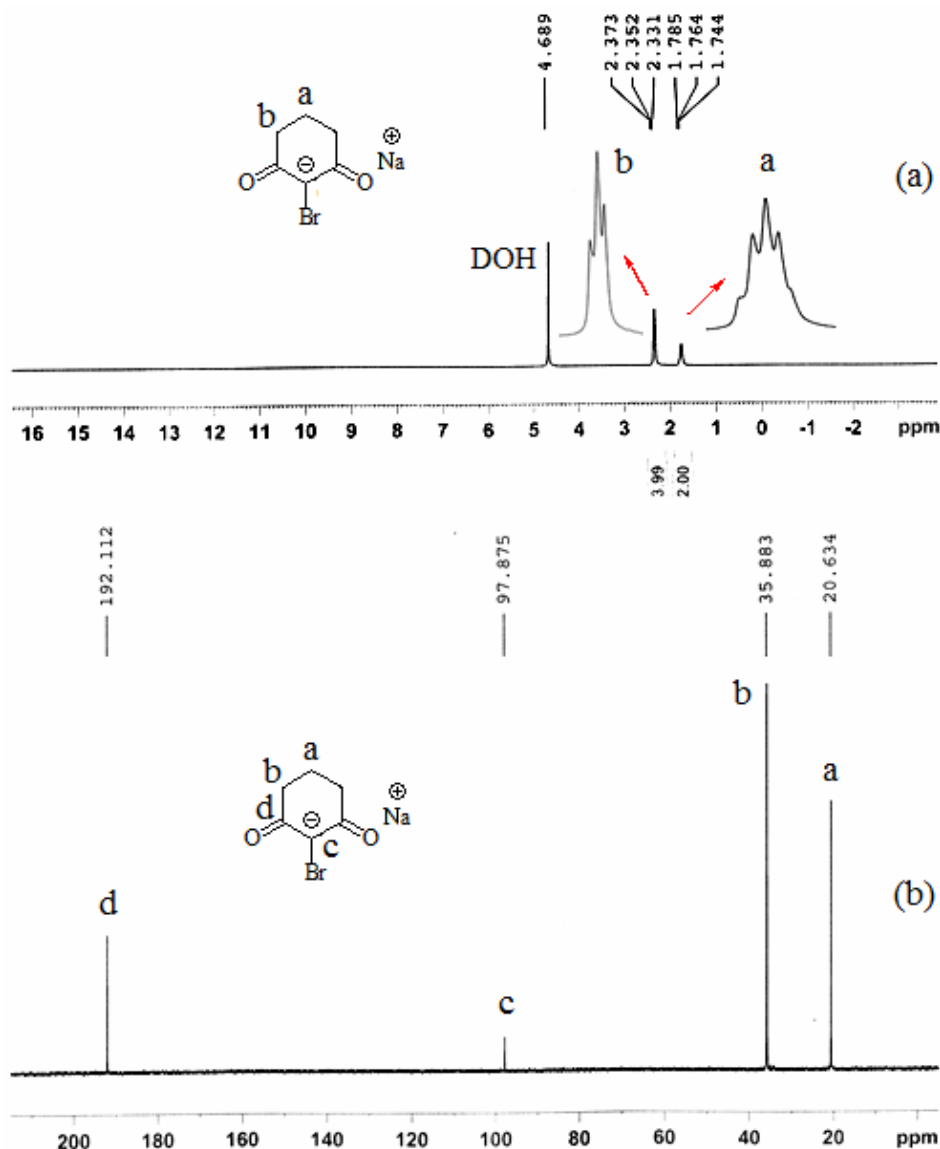 4.689
2.373
2.352
2.331
1.785
1.764
1.744
a
b
⊕
Na
⊖
O
O
Br
b
a
(a)
DOH
16 15 14 13 12 11 10 9 8 7 6 5 4 3 2 1 0 -1 -2 ppm
3.99
2.00
192.112
97.875
35.883
20.634
b
a
a
b
d
⊕
Na
⊖
O
O
c
Br
d
(b)
c
200 180 160 140 120 100 80 60 40 20 ppm